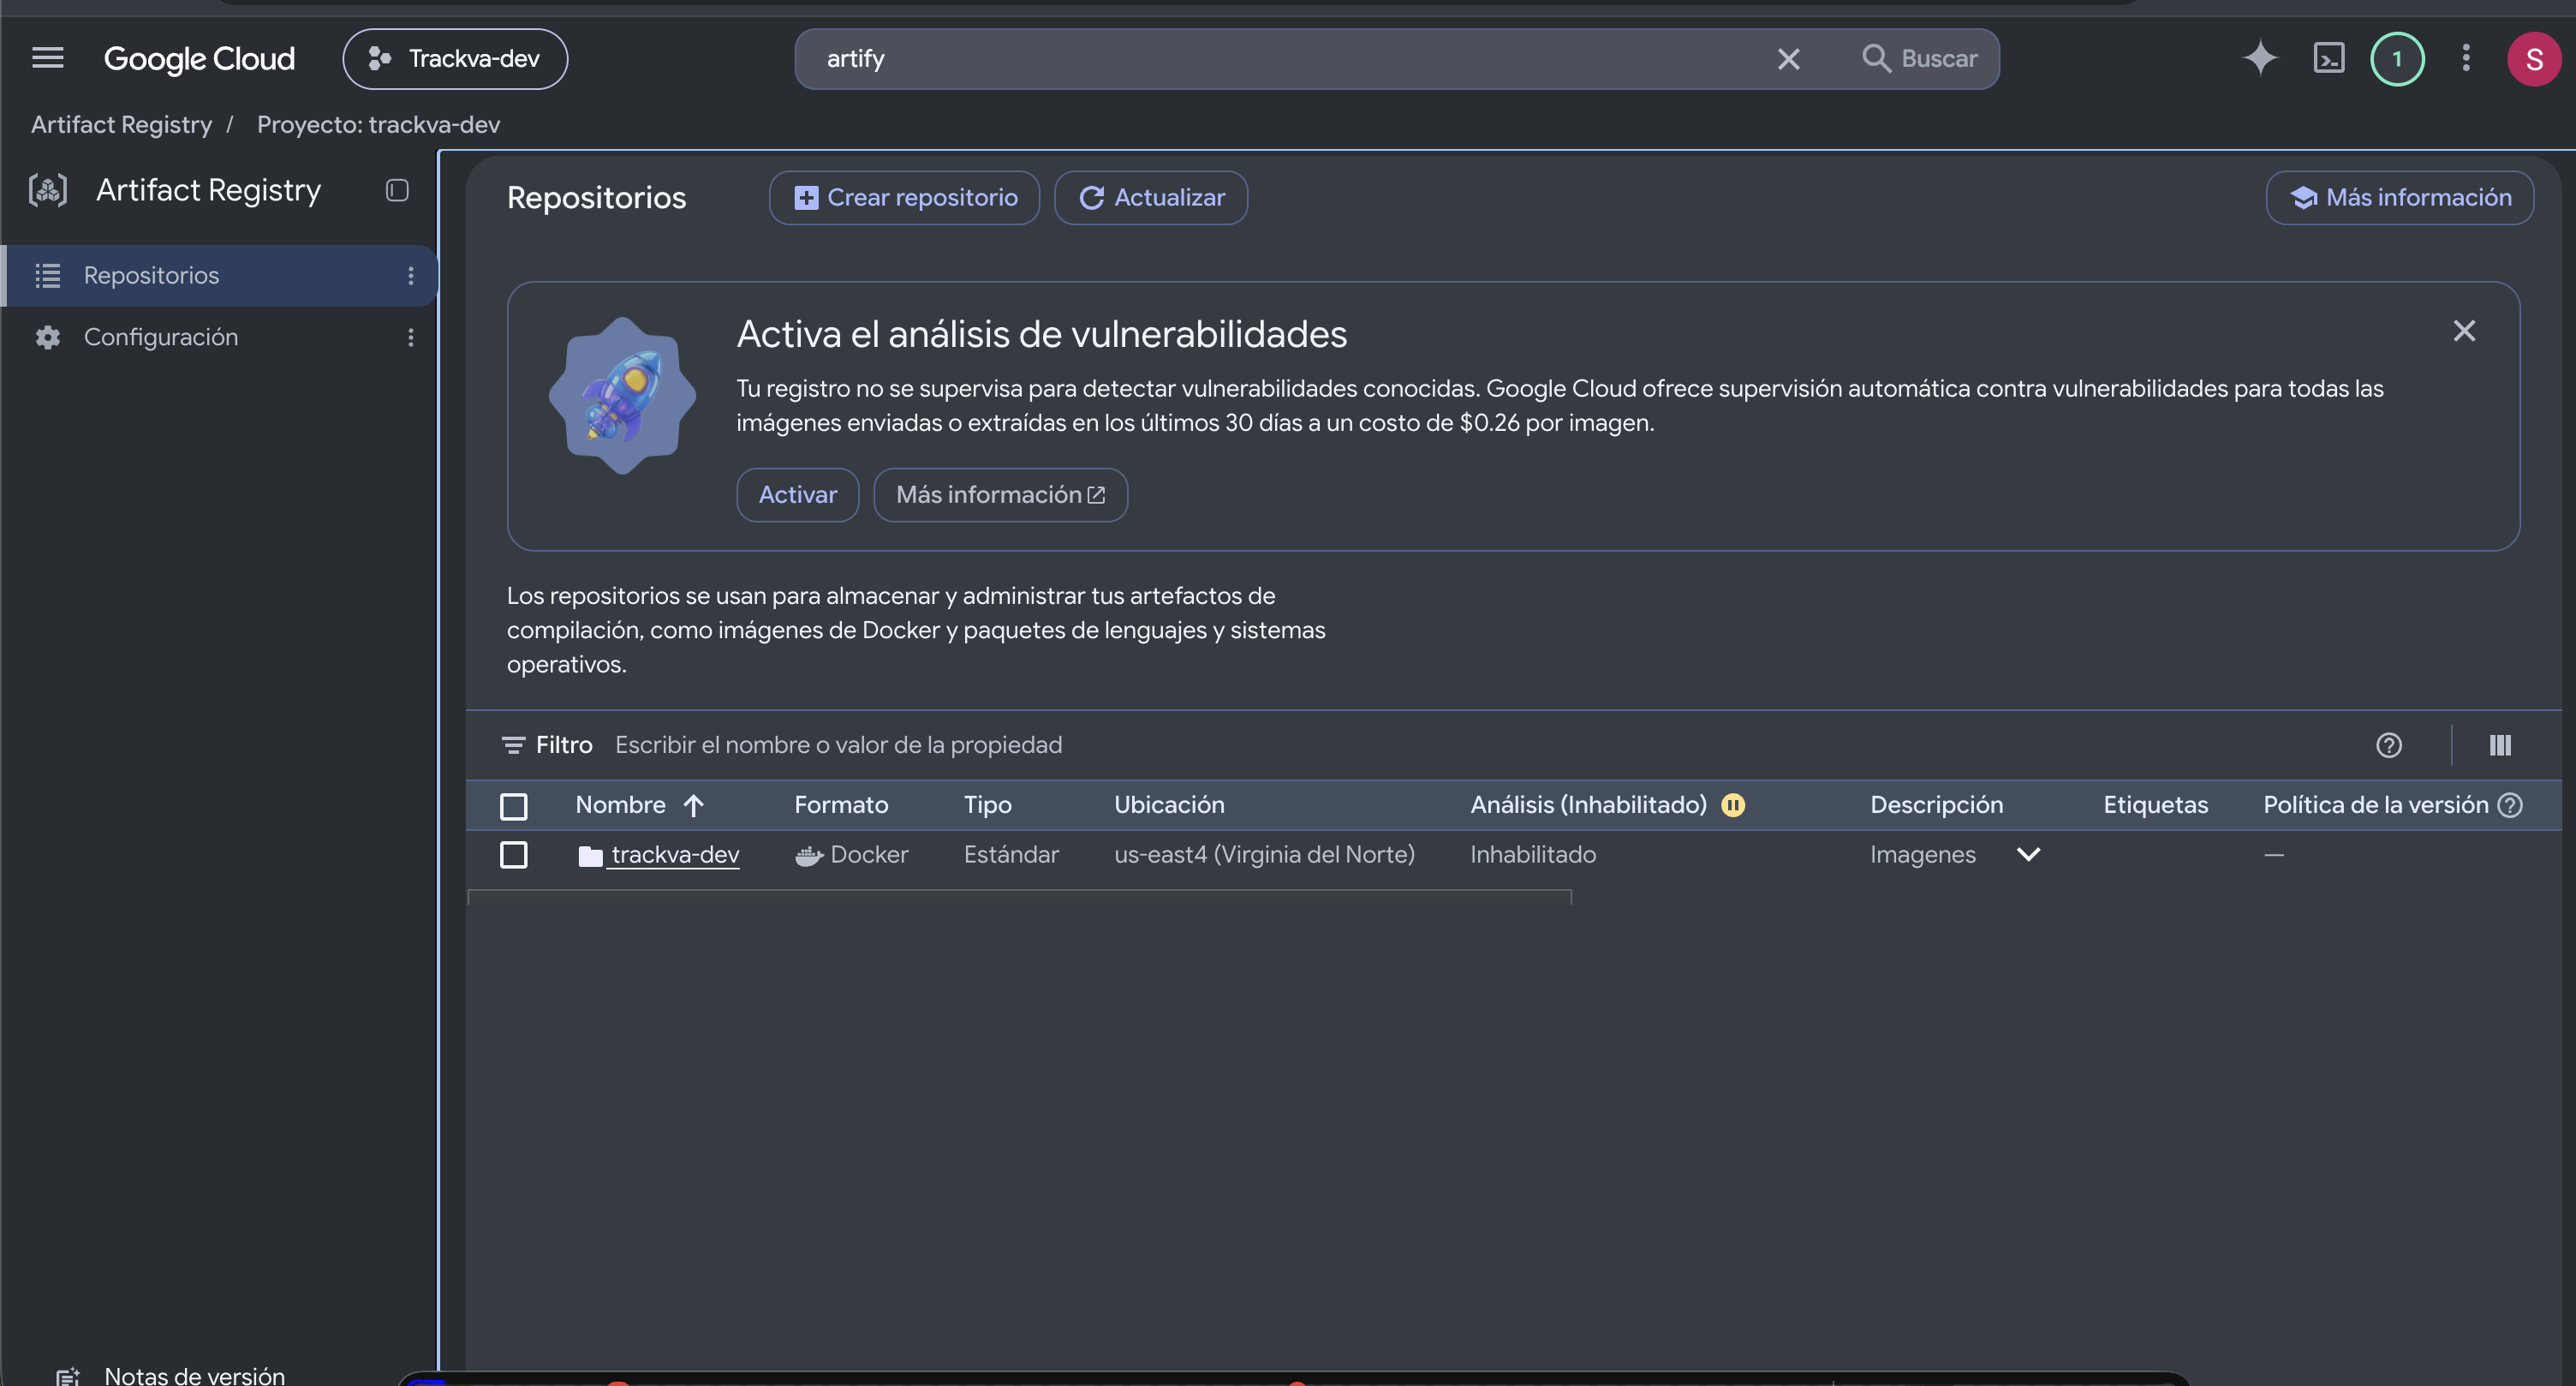 Google Cloud
Trackva-dev
artify
Buscar
1
S
Artifact Registry / Proyecto: trackva-dev
Artifact Registry
Repositorios
Configuración
Notas de versión
Repositorios
Crear repositorio
Actualizar
Más información
Activa el análisis de vulnerabilidades
Tu registro no se supervisa para detectar vulnerabilidades conocidas. Google Cloud ofrece supervisión automática contra vulnerabilidades para todas las
imágenes enviadas o extraídas en los últimos 30 días a un costo de $0.26 por imagen.
Activar
Más información
Los repositorios se usan para almacenar y administrar tus artefactos de
compilación, como imágenes de Docker y paquetes de lenguajes y sistemas
operativos.
Filtro Escribir el nombre o valor de la propiedad
Nombre Formato Tipo Ubicación Análisis (Inhabilitado) Descripción Etiquetas Política de la versión
trackva-dev Docker Estándar us-east4 (Virginia del Norte) Inhabilitado Imagenes —